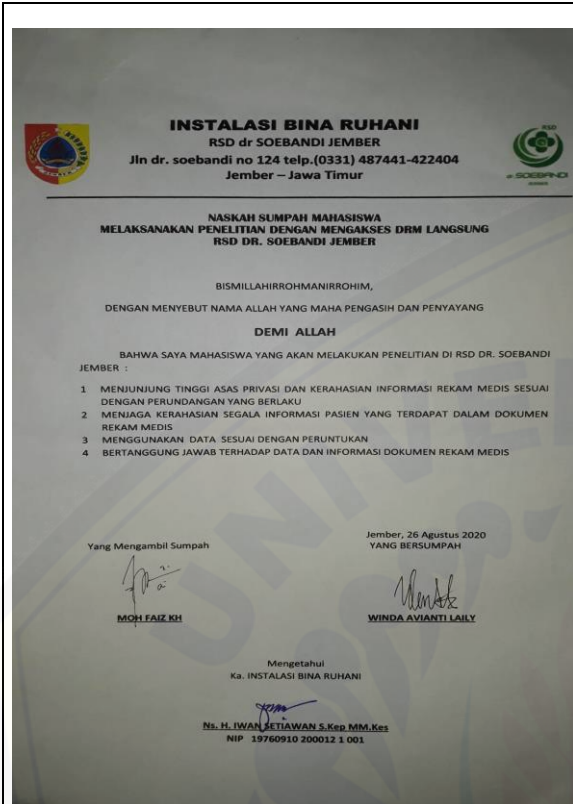 INSTALASI BINA RUHANI
RSD dr SOEBANDI JEMBER
Jln dr. soebandi no 124 telp.(0331) 487441-422404
Jember – Jawa Timur
RSD
dr. SOEBANDI
JEMBER
NASKAH SUMPAH MAHASISWA
MELAKSANAKAN PENELITIAN DENGAN MENGAKSES DRM LANGSUNG
RSD DR. SOEBANDI JEMBER
BISMILLAHIRROHMANIRROHIM,
DENGAN MENYEBUT NAMA ALLAH YANG MAHA PENGASIH DAN PENYAYANG
DEMI ALLAH
BAHWA SAYA MAHASISWA YANG AKAN MELAKUKAN PENELITIAN DI RSD DR. SOEBANDI
JEMBER :
1 MENJUNJUNG TINGGI ASAS PRIVASI DAN KERAHASIAN INFORMASI REKAM MEDIS SESUAI
DENGAN PERUNDANGAN YANG BERLAKU
2 MENJAGA KERAHASIAN SEGALA INFORMASI PASIEN YANG TERDAPAT DALAM DOKUMEN
REKAM MEDIS
3 MENGGUNAKAN DATA SESUAI DENGAN PERUNTUKAN
4 BERTANGGUNG JAWAB TERHADAP DATA DAN INFORMASI DOKUMEN REKAM MEDIS
Jember, 26 Agustus 2020
Yang Mengambil Sumpah
YANG BERSUMPAH
MOH FAIZ KH
WINDA AVIANTI LAILY
Mengetahui
Ka. INSTALASI BINA RUHANI
Ns. H. IWAN SETIAWAN S.Kep MM.Kes
NIP 19760910 200012 1 001